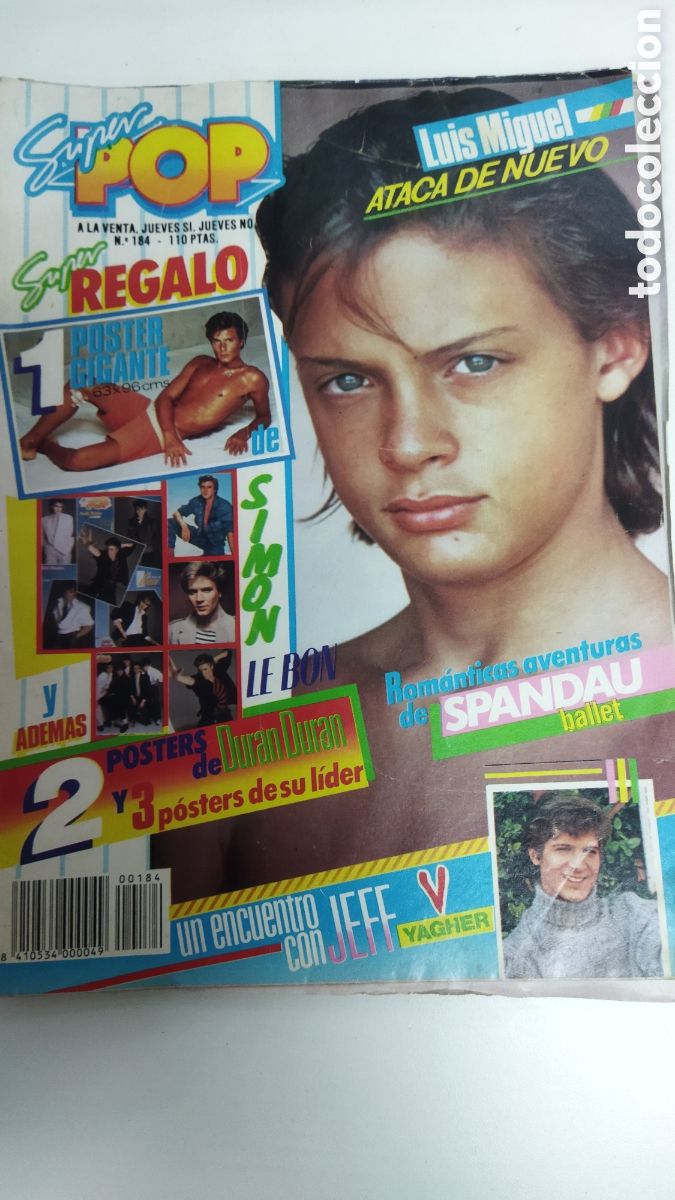 Super
POP
A LA VENTA, JUEVES SI, JUEVES NO
N.º 184 - 110 PTAS.
Luis Miguel
ATACA DE NUEVO
Super
REGALO
1 POSTER
GIGANTE
63x96cms
de
SIMON
LE BON
y
ADEMAS
2 POSTERS
de Duran Duran
Y 3 pósters de su líder
Románticas aventuras
de SPANDAU
ballet
un encuentro
con JEFF
YAGHER
00184
8 410534 000049
todocoleccion